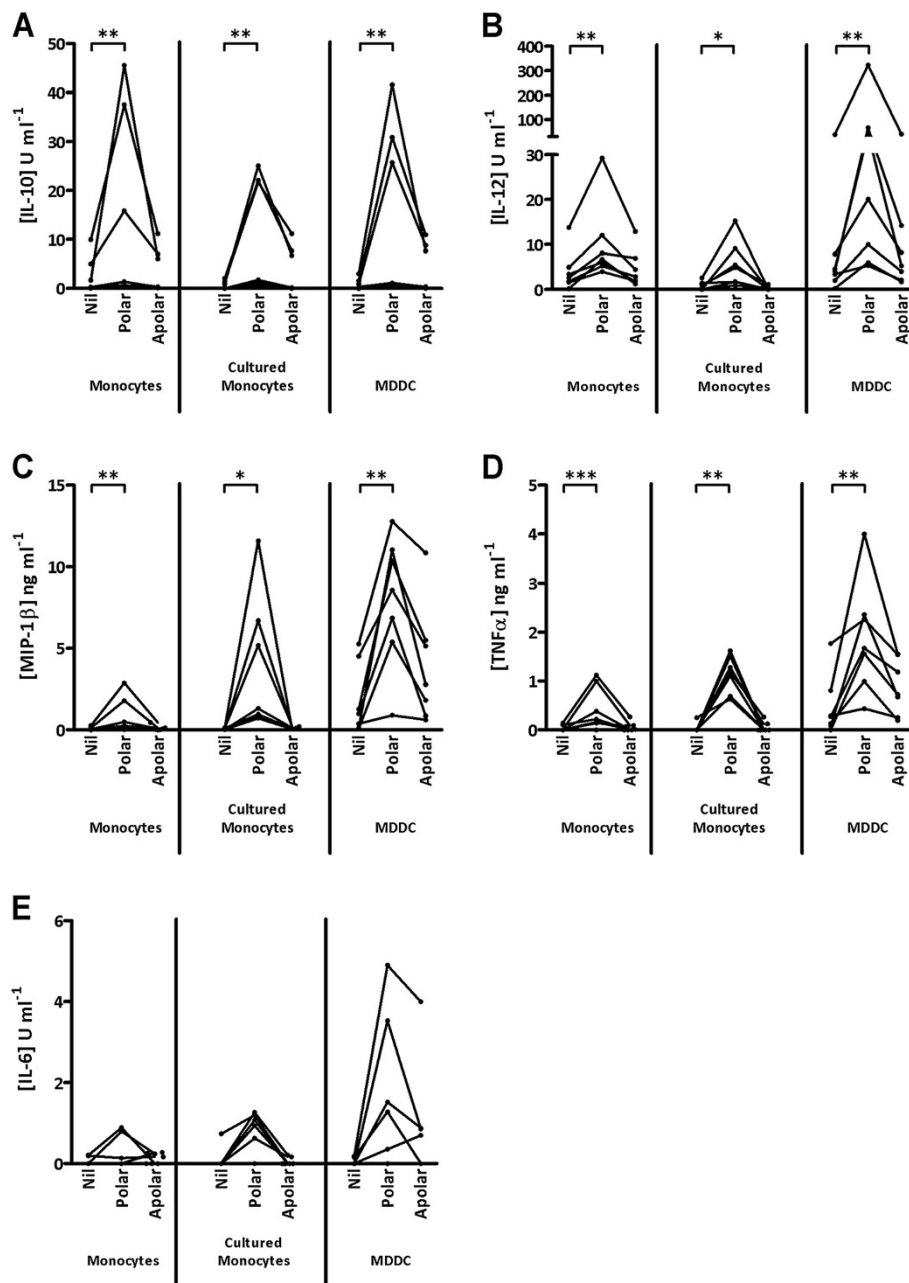 A
** ** **
[IL-10] U ml⁻¹
50
40
30
20
10
0
Nil Polar Apolar Nil Polar Apolar Nil Polar Apolar
Monocytes
Cultured
Monocytes
MDDC
B
** * **
[IL-12] U ml⁻¹
400
300
200
100
30
20
10
0
Nil Polar Apolar Nil Polar Apolar Nil Polar Apolar
Monocytes
Cultured
Monocytes
MDDC
C
** * **
[MIP-1β] ng ml⁻¹
15
10
5
0
Nil Polar Apolar Nil Polar Apolar Nil Polar Apolar
Monocytes
Cultured
Monocytes
MDDC
D
*** ** **
[TNFα] ng ml⁻¹
5
4
3
2
1
0
Nil Polar Apolar Nil Polar Apolar Nil Polar Apolar
Monocytes
Cultured
Monocytes
MDDC
E
[IL-6] U ml⁻¹
6
4
2
0
Nil Polar Apolar Nil Polar Apolar Nil Polar Apolar
Monocytes
Cultured
Monocytes
MDDC